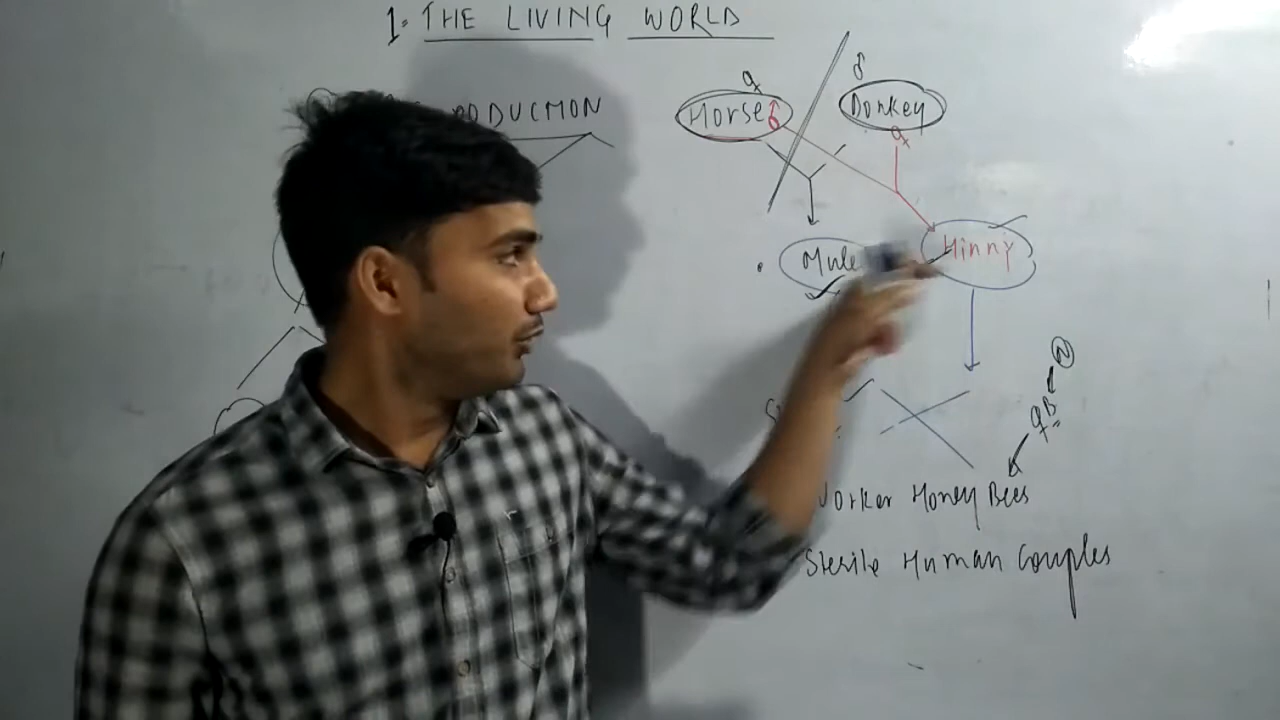 1. THE LIVING WORLD
♀ ♂
Horse ♂ Donkey
ODUCTION ♀
Mule Hinny
N
♀B
Worker Honey Bees
Sterile Human Couples